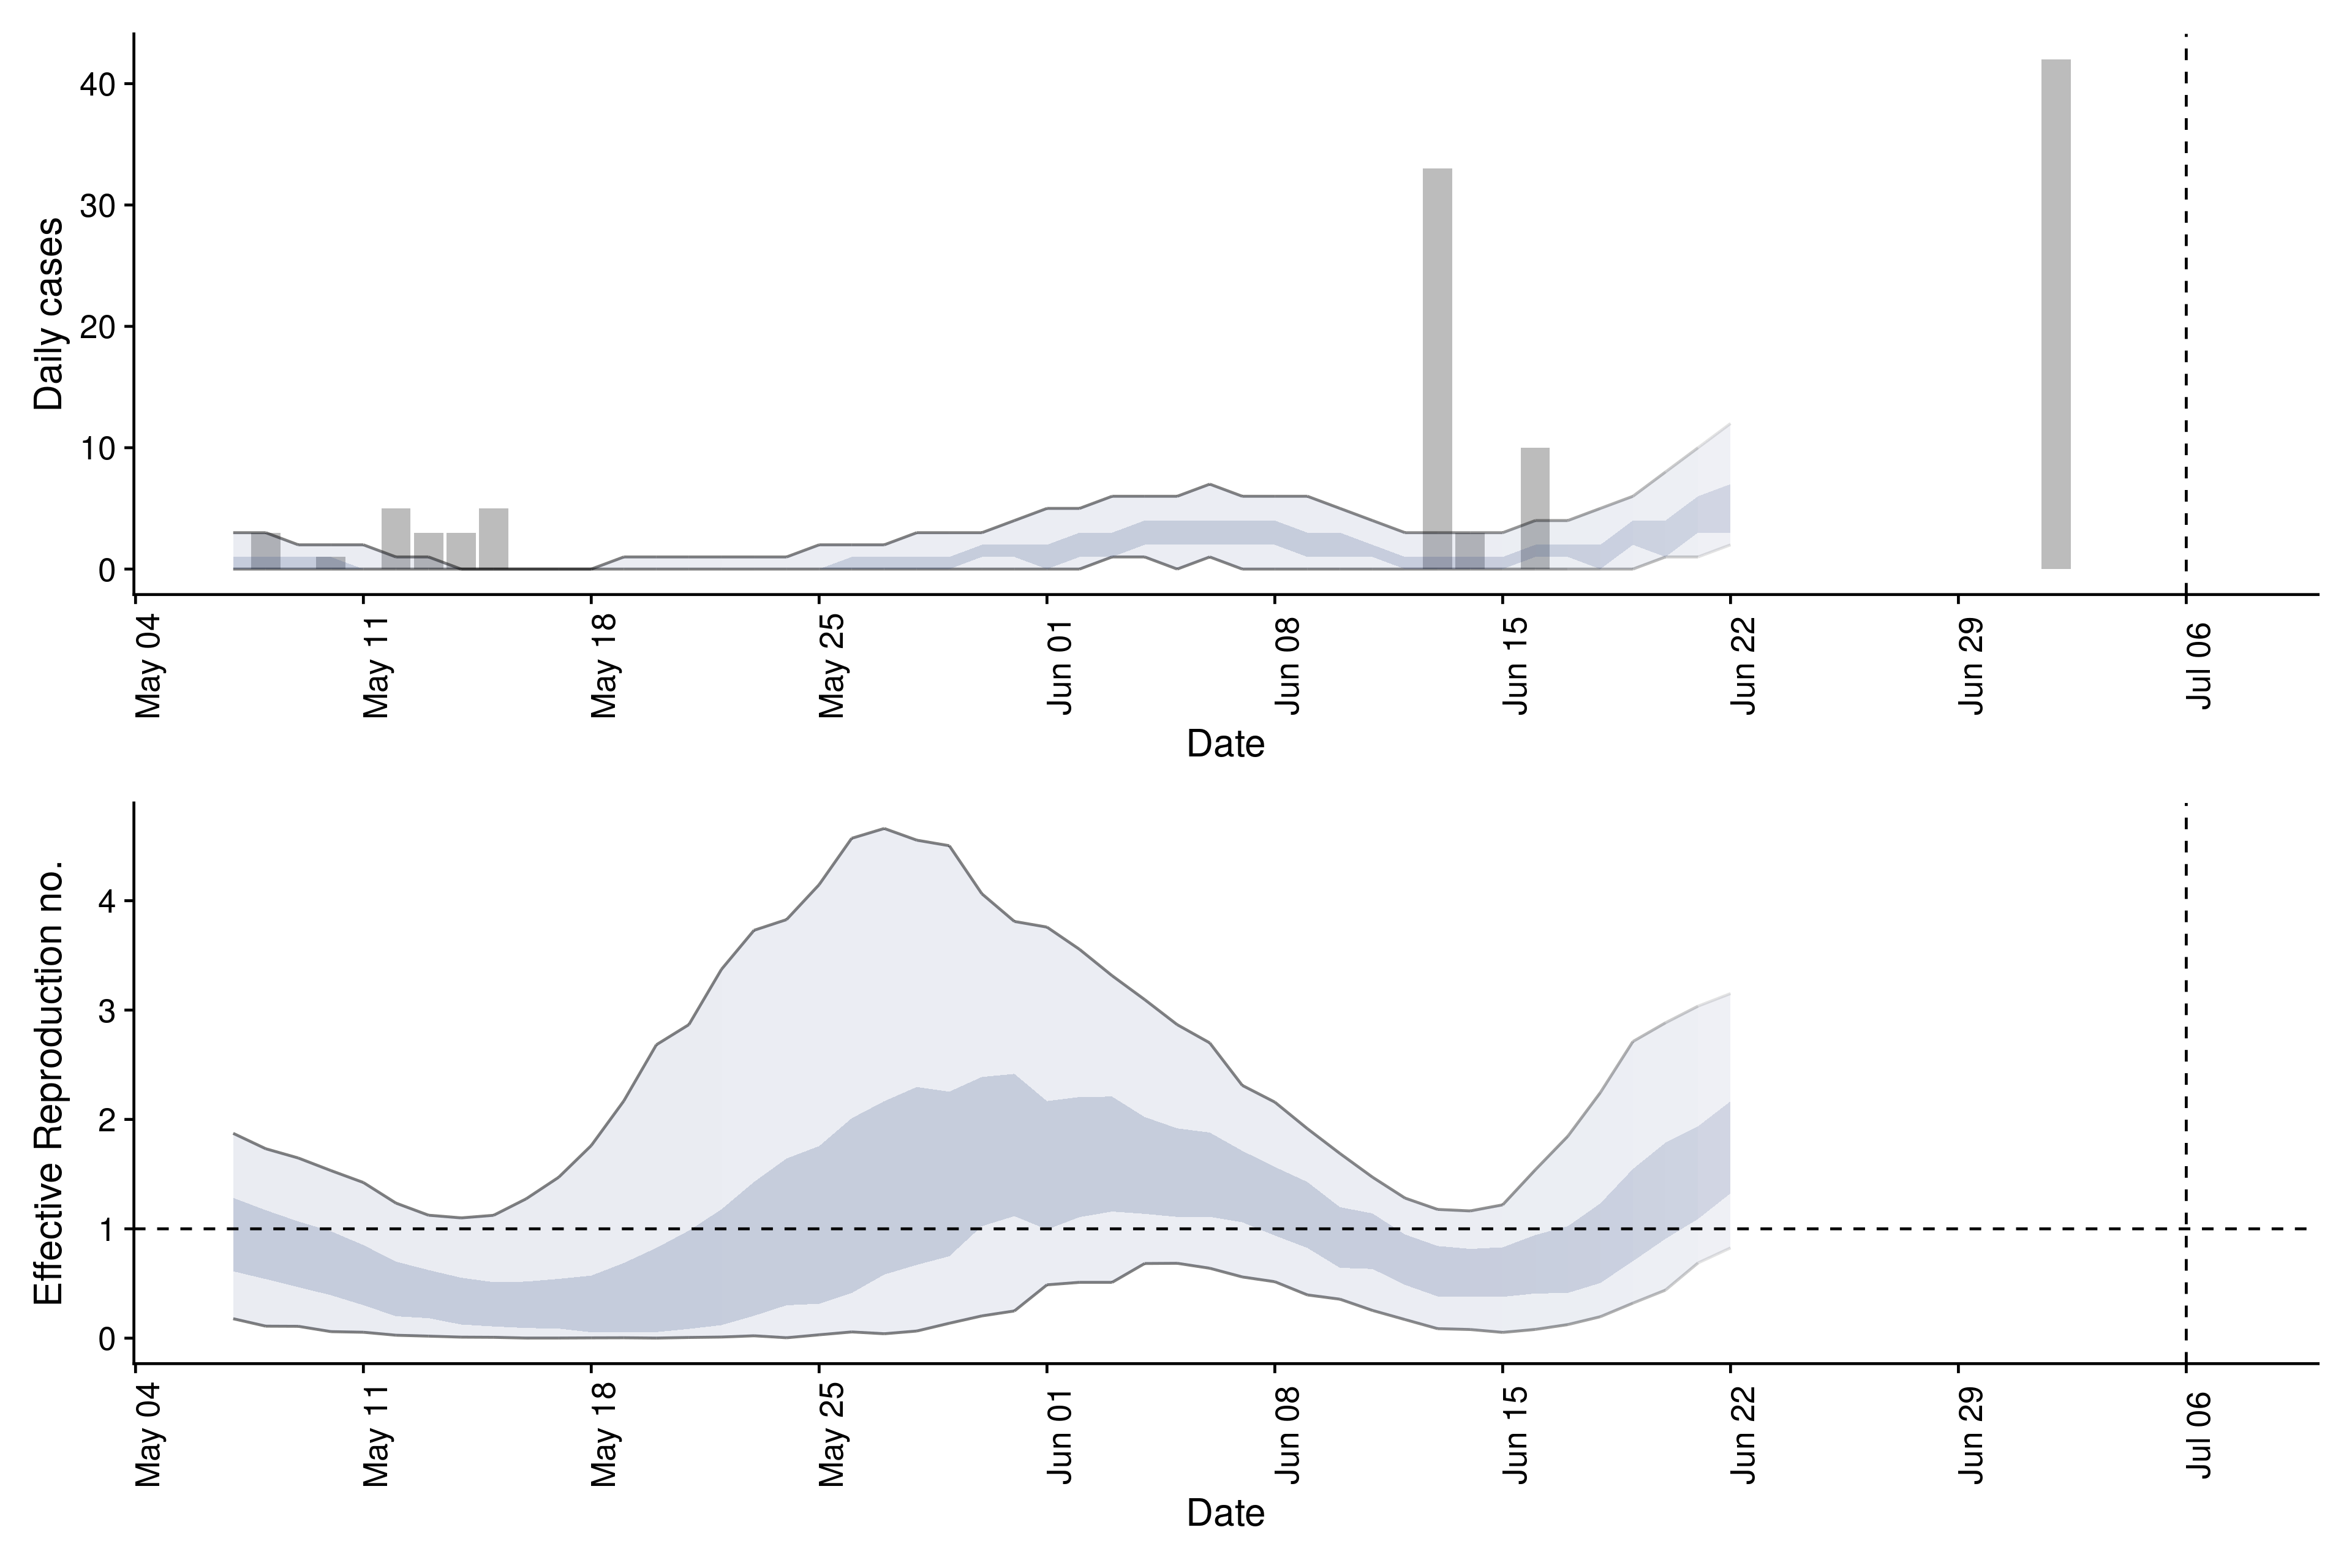 Daily cases
40
30
20
10
0
May 04
May 11
May 18
May 25
Jun 01
Jun 08
Jun 15
Jun 22
Jun 29
Jul 06
Date
Effective Reproduction no.
4
3
2
1
0
May 04
May 11
May 18
May 25
Jun 01
Jun 08
Jun 15
Jun 22
Jun 29
Jul 06
Date